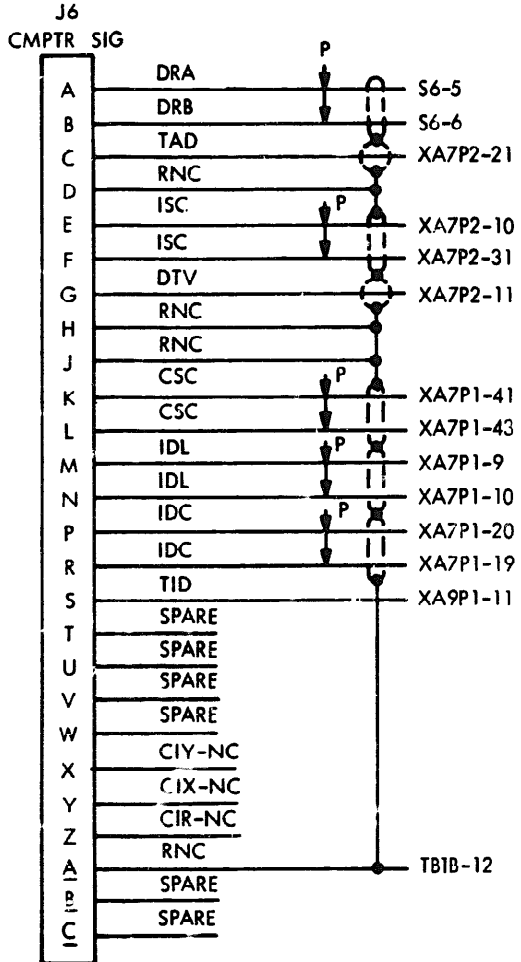 J6
CMPTR SIG
P
A DRA S6-5
B DRB S6-6
C TAD XA7P2-21
D RNC
E ISC P XA7P2-10
F ISC XA7P2-31
G DTV XA7P2-11
H RNC
J RNC
K CSC P XA7P1-41
L CSC XA7P1-43
M IDL P XA7P1-9
N IDL XA7P1-10
P IDC P XA7P1-20
R IDC XA7P1-19
S TID XA9P1-11
T SPARE
U SPARE
V SPARE
W SPARE
X CIY-NC
Y CIX-NC
Z CIR-NC
A RNC TB1B-12
B SPARE
C SPARE